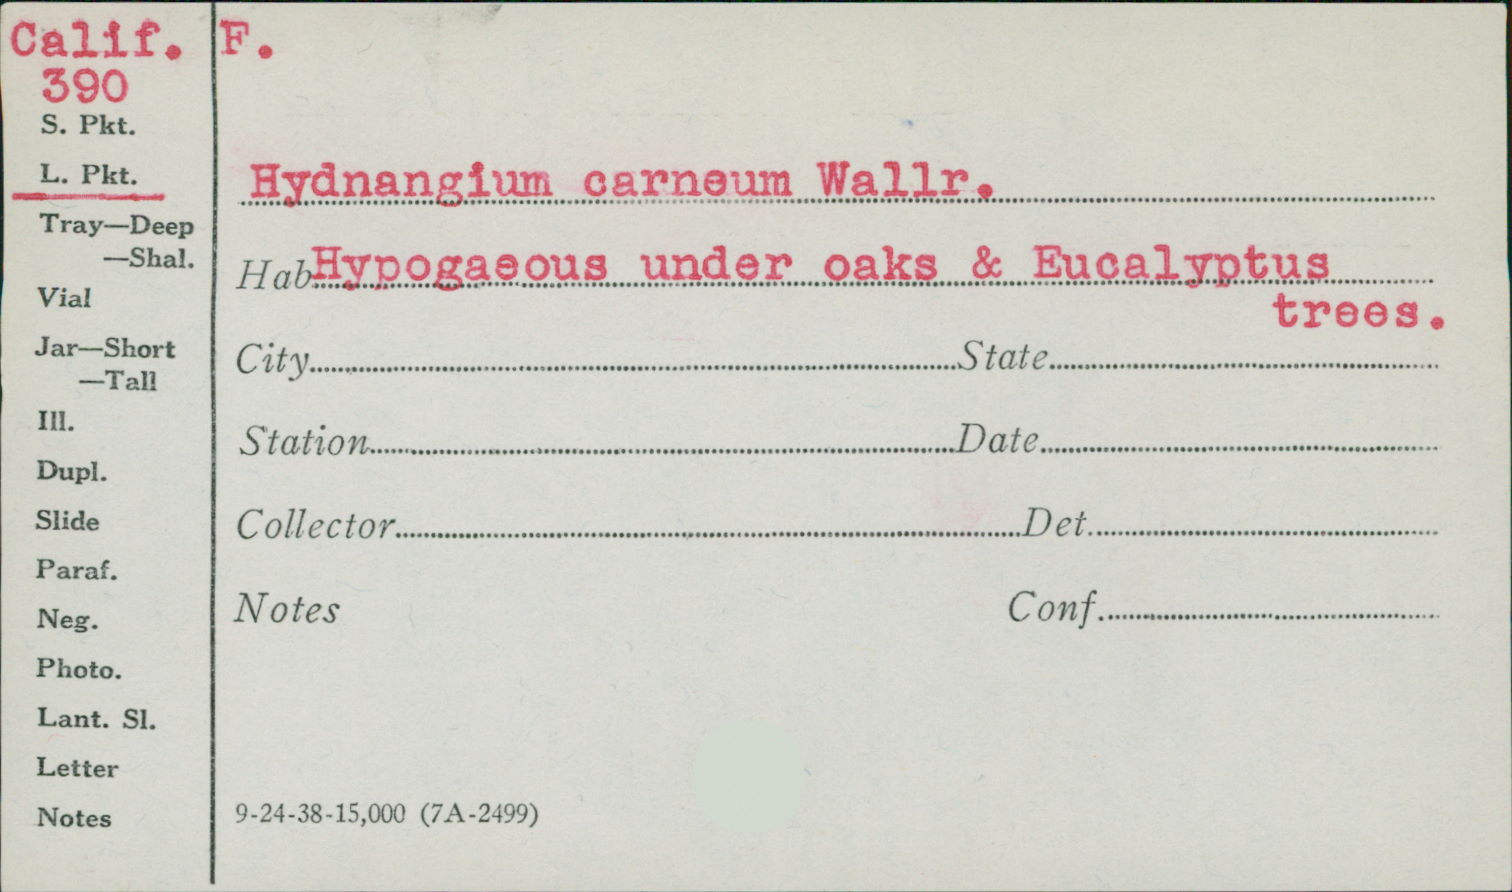 Calif. F.
390
S. Pkt.
L. Pkt.
Hydnangium carneum Wallr.
Tray—Deep
—Shal.
Hab. Hypogaeous under oaks & Eucalyptus
trees.
Vial
Jar—Short
—Tall
City State
Ill.
Station Date
Dupl.
Slide
Collector Det.
Paraf.
Neg.
Notes Conf.
Photo.
Lant. Sl.
Letter
Notes
9-24-38-15,000 (7A-2499)